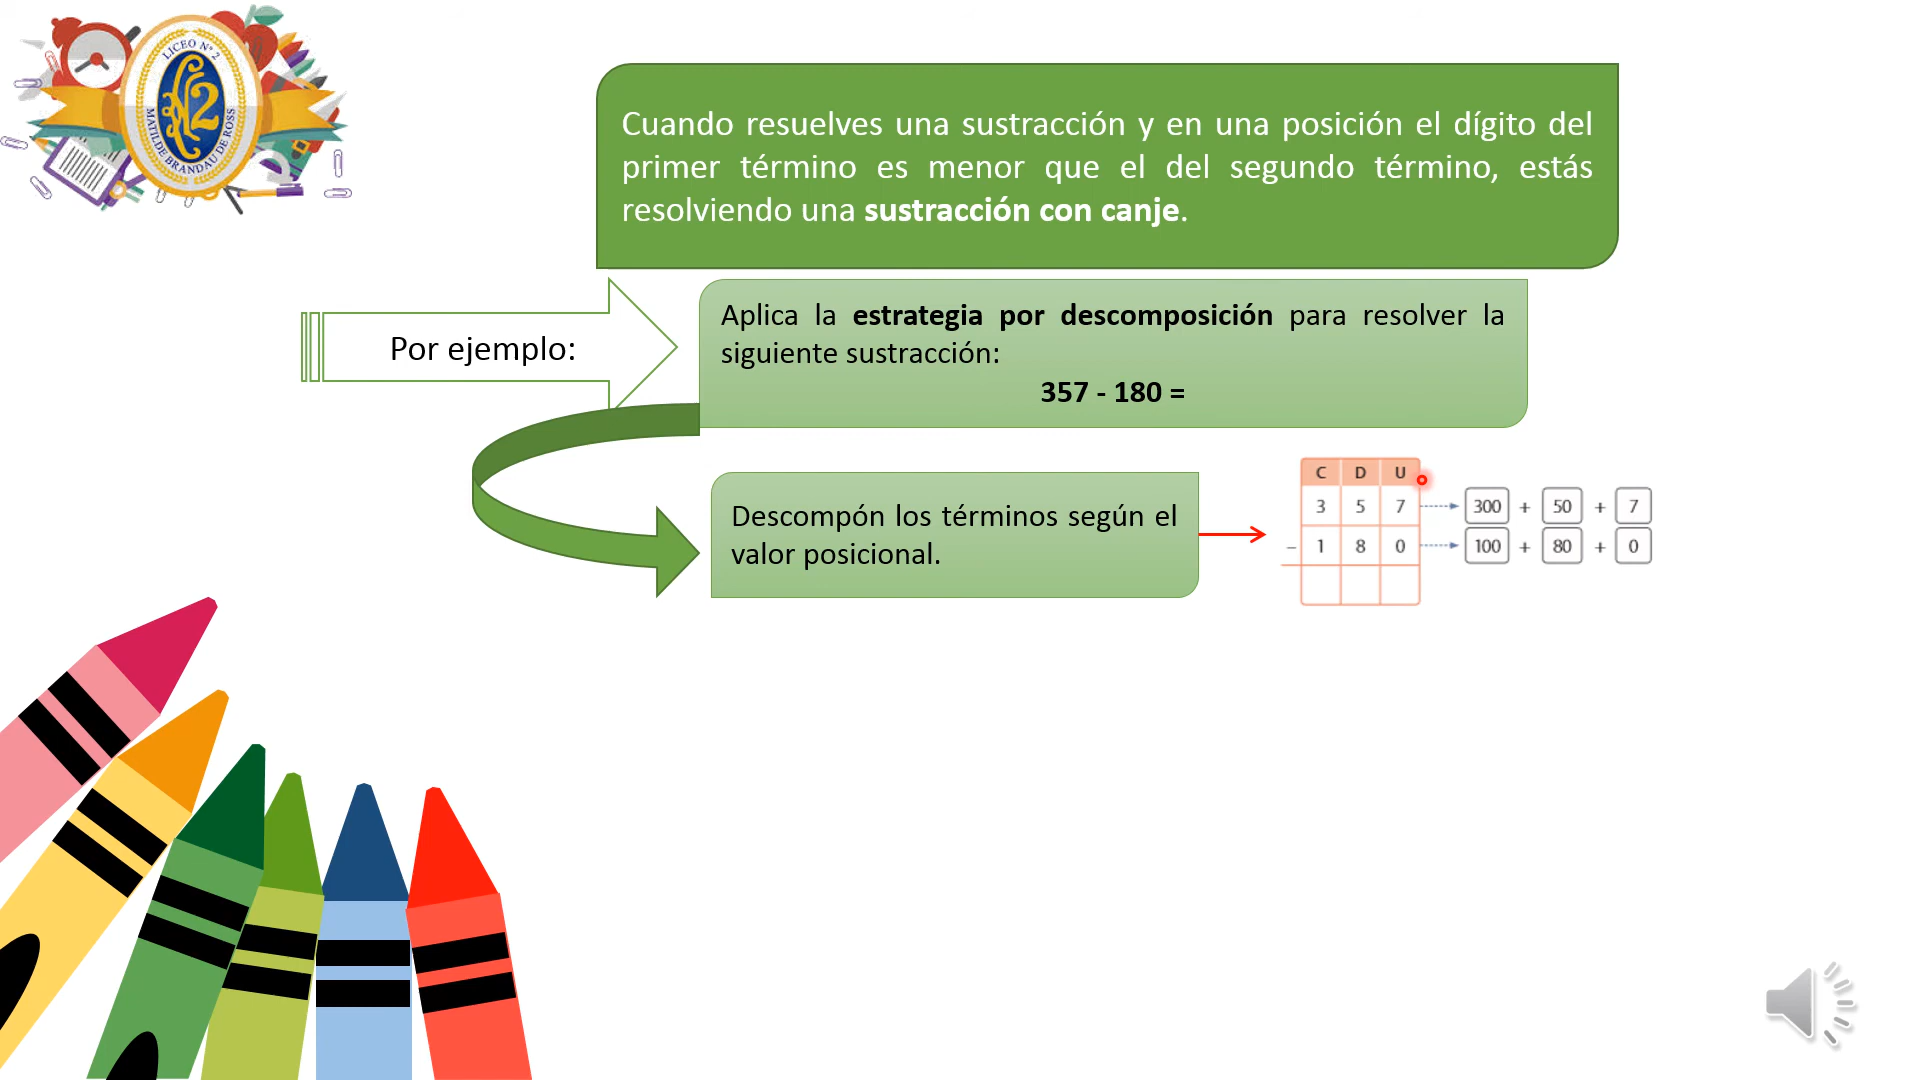 LICEO N° 2
MATILDE BRANDAU DE ROSS
Cuando resuelves una sustracción y en una posición el dígito del
primer término es menor que el del segundo término, estás
resolviendo una sustracción con canje.
Por ejemplo:
Aplica la estrategia por descomposición para resolver la
siguiente sustracción:
357 - 180 =
Descompón los términos según el
valor posicional.
C D U
3 5 7 300 + 50 + 7
– 1 8 0 100 + 80 + 0